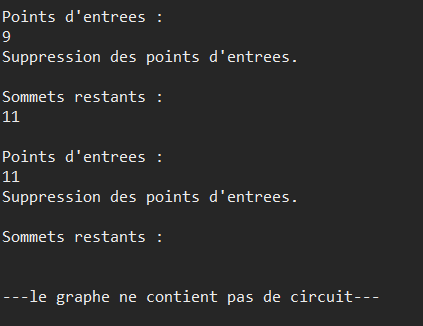 Points d'entrees :
9
Suppression des points d'entrees.
Sommets restants :
11
Points d'entrees :
11
Suppression des points d'entrees.
Sommets restants :
---le graphe ne contient pas de circuit---